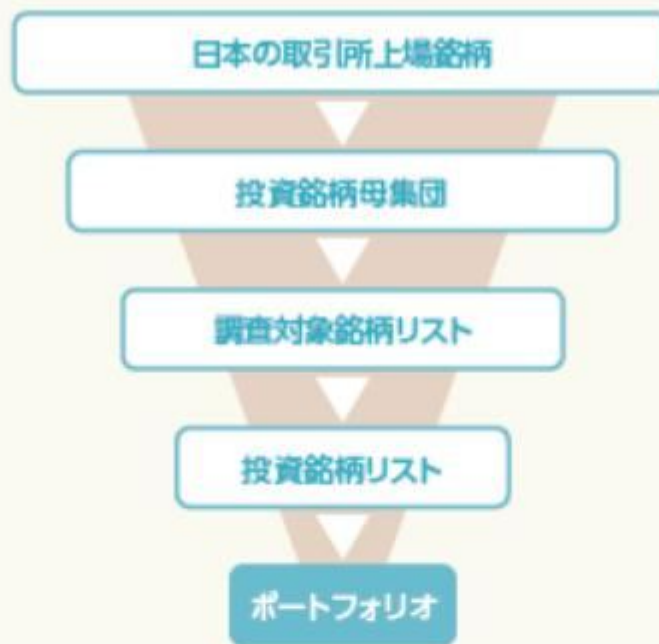 日本の取引所上場銘柄
投資銘柄母集団
調査対象銘柄リスト
投資銘柄リスト
ポートフォリオ